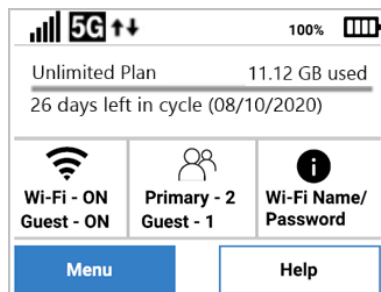 5G 100%
Unlimited Plan 11.12 GB used
26 days left in cycle (08/10/2020)
Wi-Fi - ON
Guest - ON
Primary - 2
Guest - 1
Wi-Fi Name/
Password
Menu Help